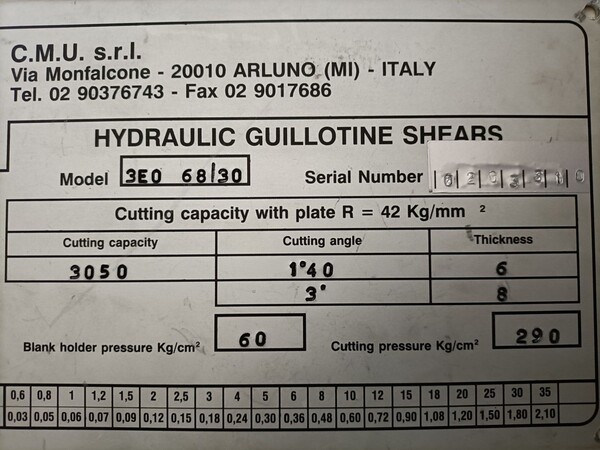 C.M.U. s.r.l.
Via Monfalcone - 20010 ARLUNO (MI) - ITALY
Tel. 02 90376743 - Fax 02 9017686
HYDRAULIC GUILLOTINE SHEARS
Model 3EO 68/30 Serial Number
Cutting capacity with plate R = 42 Kg/mm ²
Cutting capacity Cutting angle Thickness
3050 1°40 6
3° 8
Blank holder pressure Kg/cm² 60 Cutting pressure Kg/cm² 290
0,6 0,8 1 1,2 1,5 2 2,5 3 4 5 6 8 10 12 15 18 20 25 30 35
0,03 0,05 0,06 0,07 0,09 0,12 0,15 0,18 0,24 0,30 0,36 0,48 0,60 0,72 0,90 1,08 1,20 1,50 1,80 2,10